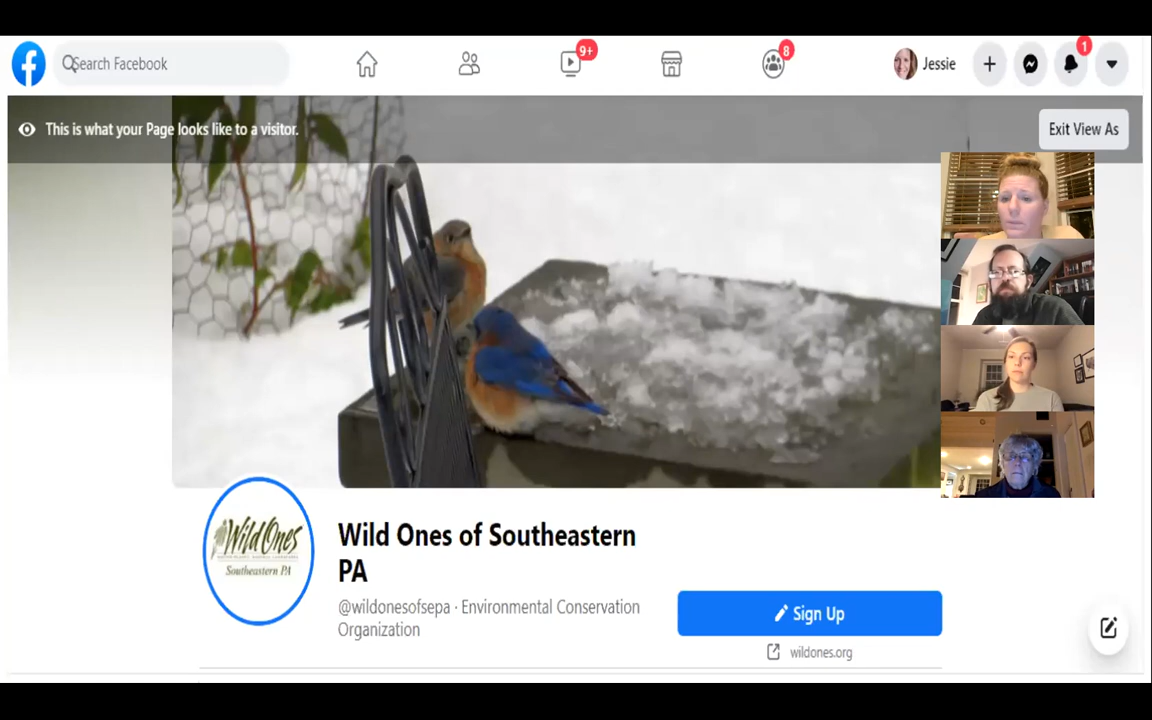 Search Facebook
9+
8
Jessie
1
This is what your Page looks like to a visitor.
Exit View As
Wild Ones
Southeastern PA
Wild Ones of Southeastern
PA
@wildonesofsepa · Environmental Conservation
Organization
Sign Up
wildones.org